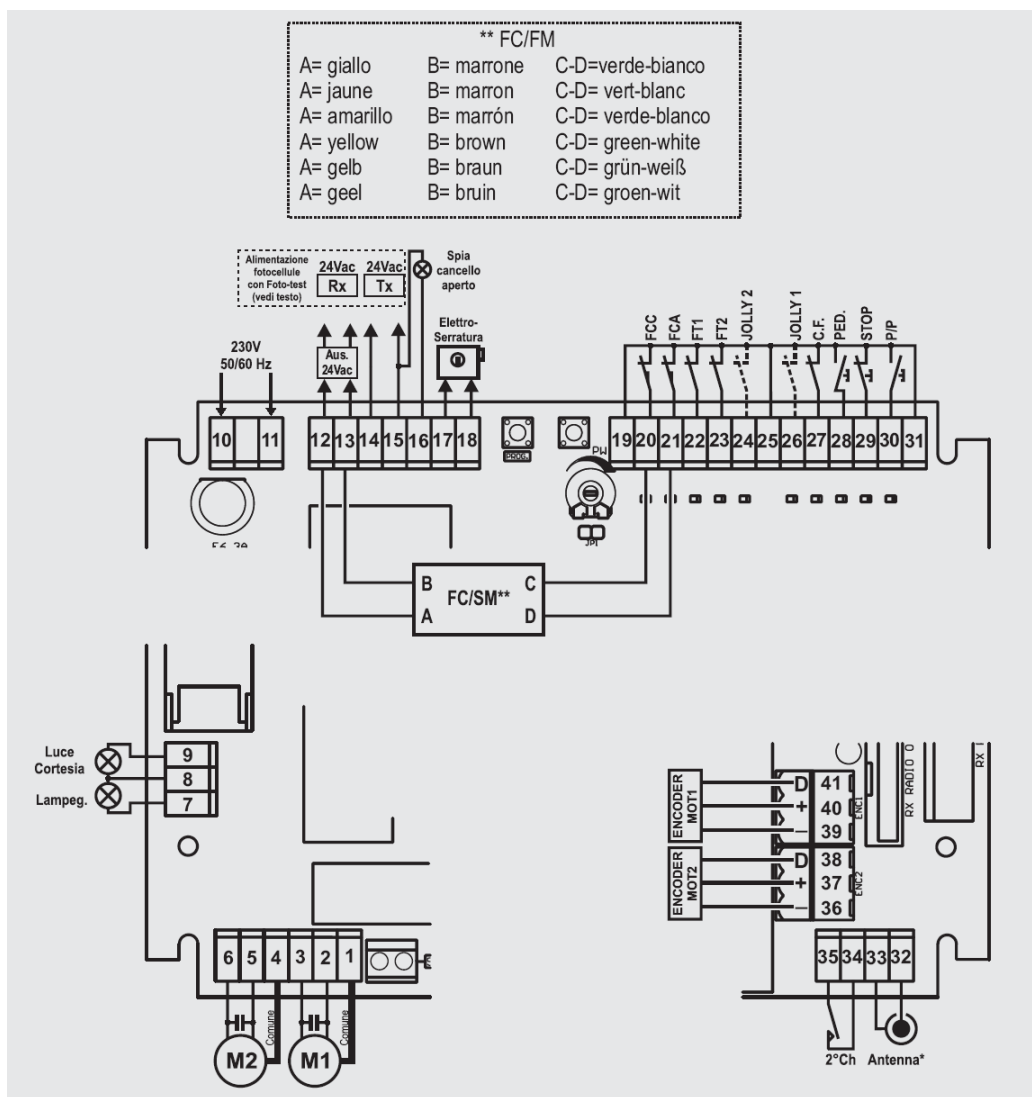 ** FC/FM
A= giallo B= marrone C-D=verde-bianco
A= jaune B= marron C-D= vert-blanc
A= amarillo B= marrón C-D= verde-blanco
A= yellow B= brown C-D= green-white
A= gelb B= braun C-D= grün-weiß
A= geel B= bruin C-D= groen-wit
Alimentazione
fotocellule
con Foto-test
(vedi testo)
24Vac 24Vac
Rx Tx
Spia
cancello
aperto
Elettro-
Serratura
Aus.
24Vac
230V
50/60 Hz
FCC FCA FT1 FT2 JOLLY 2 JOLLY 1 C.F. PED. STOP P/P
10 11 12 13 14 15 16 17 18 19 20 21 22 23 24 25 26 27 28 29 30 31
PROG.
PW
JP1
B C
FC/SM**
A D
Luce
Cortesia
Lampeg.
9
8
7
RX RADIO O
RX
ENCODER
MOT1
D 41
+ 40
– 39
ENC1
ENCODER
MOT2
D 38
+ 37
– 36
ENC2
6 5 4 3 2 1
35 34 33 32
Comune Comune
M2 M1
2°Ch Antenna*